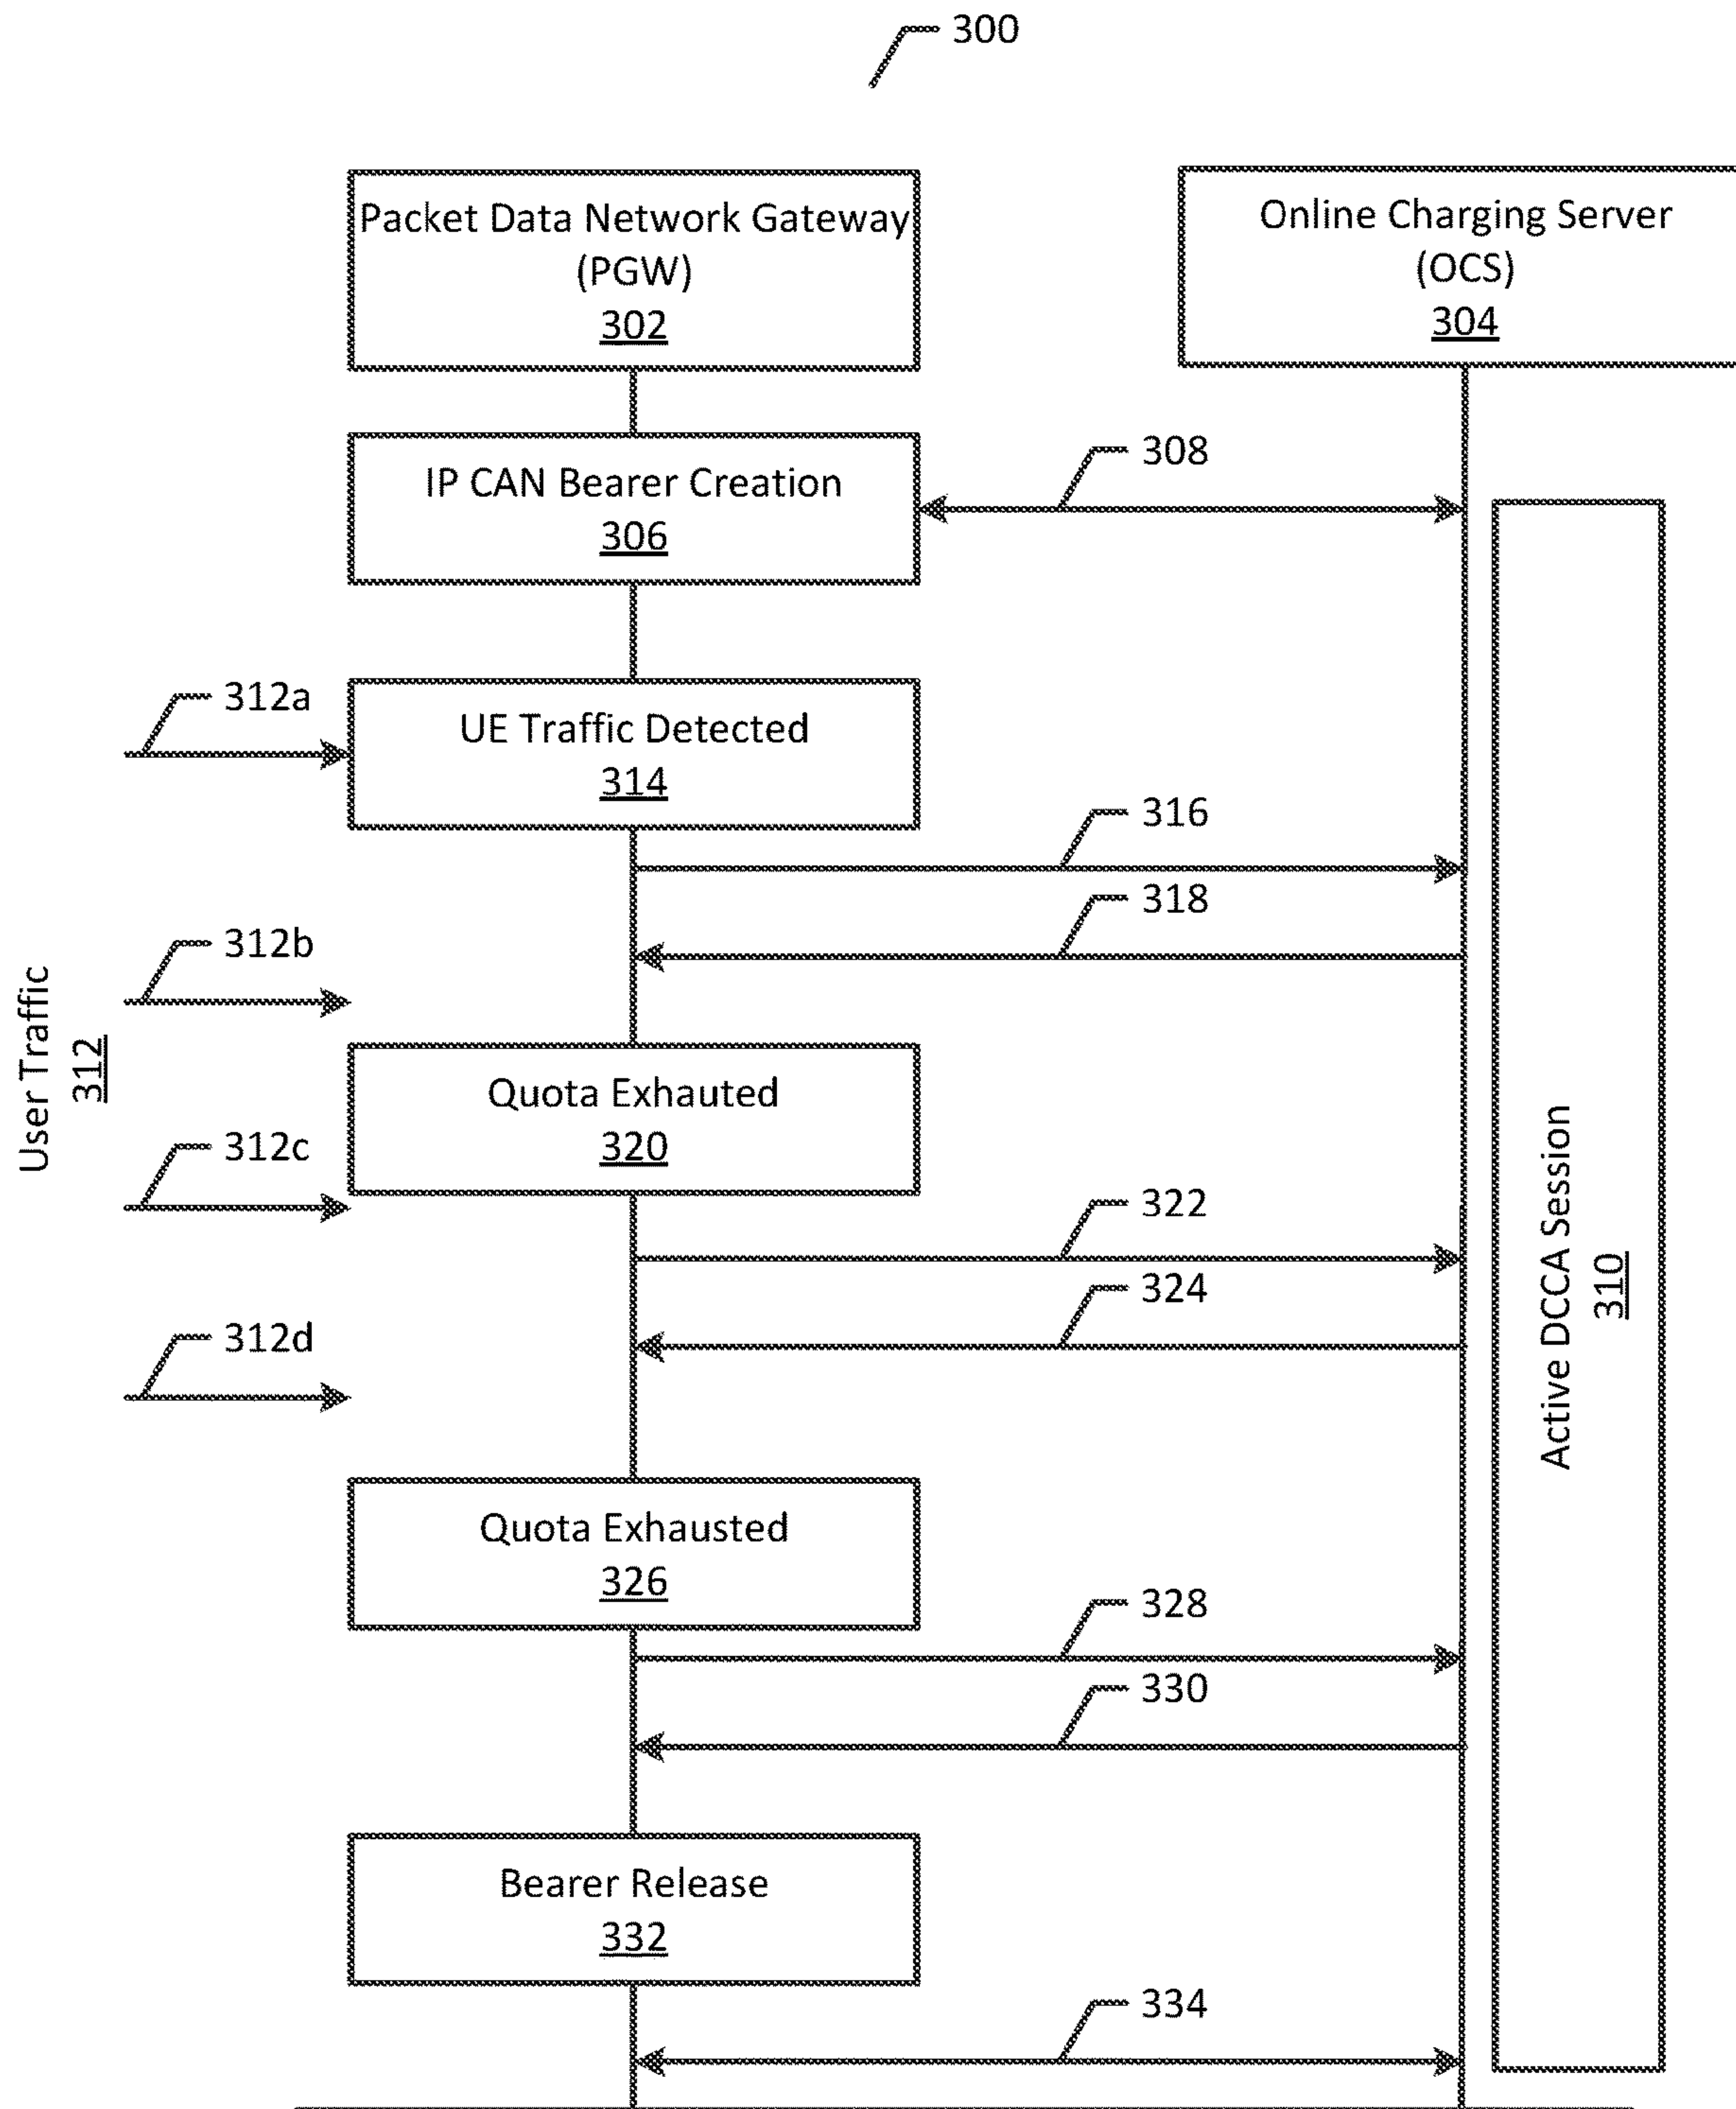 300
Packet Data Network Gateway
(PGW)
302
Online Charging Server
(OCS)
304
IP CAN Bearer Creation
306
308
312a
UE Traffic Detected
314
316
318
312b
User Traffic
312
Quota Exhauted
320
312c
322
324
312d
Active DCCA Session
310
Quota Exhausted
326
328
330
Bearer Release
332
334